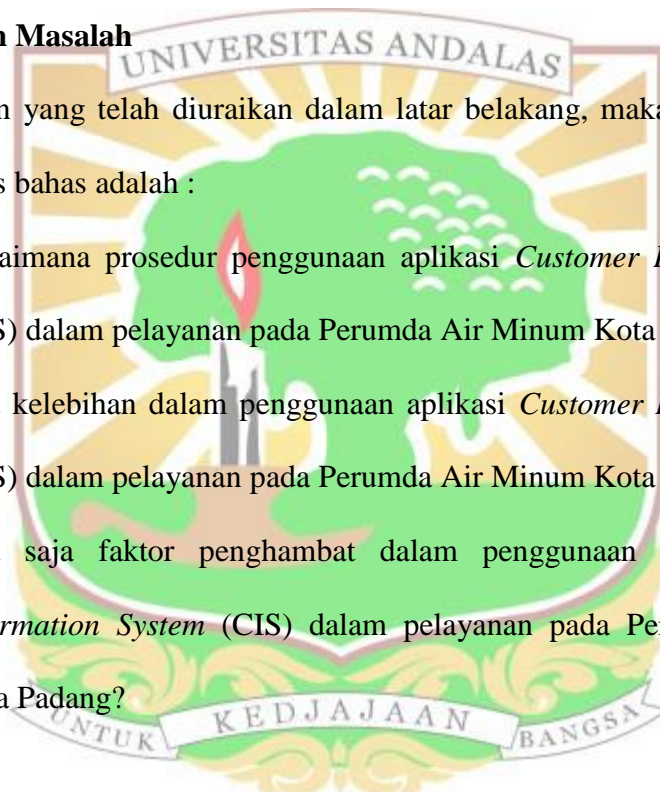 n Masalah
UNIVERSITAS ANDALAS
n yang telah diuraikan dalam latar belakang, maka
s bahas adalah :
aimana prosedur penggunaan aplikasi Customer
S) dalam pelayanan pada Perumda Air Minum Kota
kelebihan dalam penggunaan aplikasi Customer
S) dalam pelayanan pada Perumda Air Minum Kota
saja faktor penghambat dalam penggunaan
ormation System (CIS) dalam pelayanan pada Pe
a Padang?
UNTUK KEDJAJAAN BANGSA